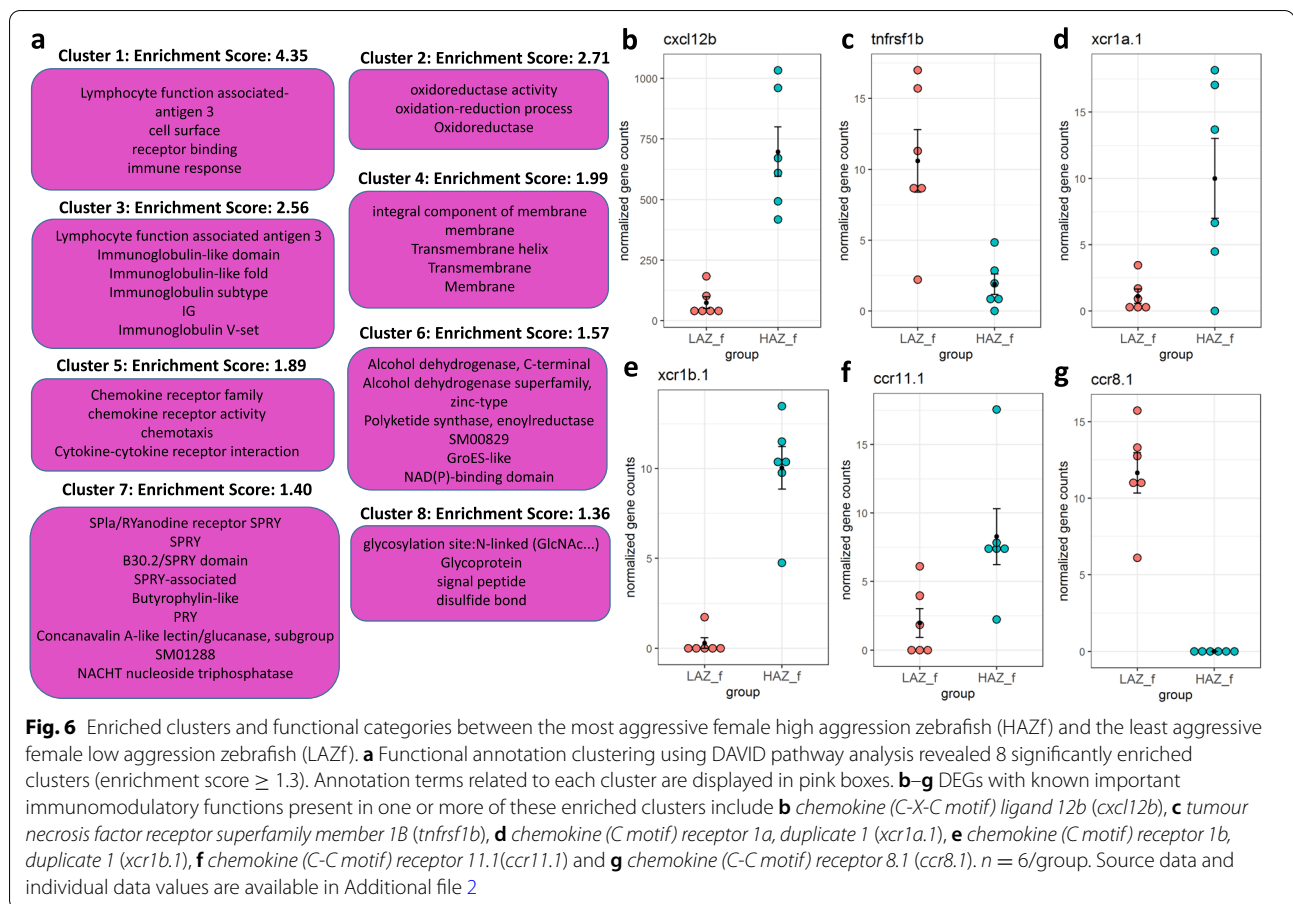 a
Cluster 1: Enrichment Score: 4.35
Lymphocyte function associated-
antigen 3
cell surface
receptor binding
immune response
Cluster 2: Enrichment Score: 2.71
oxidoreductase activity
oxidation-reduction process
Oxidoreductase
Cluster 3: Enrichment Score: 2.56
Lymphocyte function associated antigen 3
Immunoglobulin-like domain
Immunoglobulin-like fold
Immunoglobulin subtype
IG
Immunoglobulin V-set
Cluster 4: Enrichment Score: 1.99
integral component of membrane
membrane
Transmembrane helix
Transmembrane
Membrane
Cluster 5: Enrichment Score: 1.89
Chemokine receptor family
chemokine receptor activity
chemotaxis
Cytokine-cytokine receptor interaction
Cluster 6: Enrichment Score: 1.57
Alcohol dehydrogenase, C-terminal
Alcohol dehydrogenase superfamily,
zinc-type
Polyketide synthase, enoylreductase
SM00829
GroES-like
NAD(P)-binding domain
Cluster 7: Enrichment Score: 1.40
SPla/RYanodine receptor SPRY
SPRY
B30.2/SPRY domain
SPRY-associated
Butyrophylin-like
PRY
Concanavalin A-like lectin/glucanase, subgroup
SM01288
NACHT nucleoside triphosphatase
Cluster 8: Enrichment Score: 1.36
glycosylation site:N-linked (GlcNAc...)
Glycoprotein
signal peptide
disulfide bond
b
cxcl12b
normalized gene counts
1000
750
500
250
0
LAZ_f HAZ_f
group
c
tnfrsf1b
normalized gene counts
15
10
5
0
LAZ_f HAZ_f
group
d
xcr1a.1
normalized gene counts
15
10
5
0
LAZ_f HAZ_f
group
e
xcr1b.1
normalized gene counts
10
5
0
LAZ_f HAZ_f
group
f
ccr11.1
normalized gene counts
15
10
5
0
LAZ_f HAZ_f
group
g
ccr8.1
normalized gene counts
15
10
5
0
LAZ_f HAZ_f
group
Fig. 6 Enriched clusters and functional categories between the most aggressive female high aggression zebrafish (HAZf) and the least aggressive
female low aggression zebrafish (LAZf). a Functional annotation clustering using DAVID pathway analysis revealed 8 significantly enriched
clusters (enrichment score ≥ 1.3). Annotation terms related to each cluster are displayed in pink boxes. b–g DEGs with known important
immunomodulatory functions present in one or more of these enriched clusters include b chemokine (C-X-C motif) ligand 12b (cxcl12b), c tumour
necrosis factor receptor superfamily member 1B (tnfrsf1b), d chemokine (C motif) receptor 1a, duplicate 1 (xcr1a.1), e chemokine (C motif) receptor 1b,
duplicate 1 (xcr1b.1), f chemokine (C-C motif) receptor 11.1(ccr11.1) and g chemokine (C-C motif) receptor 8.1 (ccr8.1). n = 6/group. Source data and
individual data values are available in Additional file 2